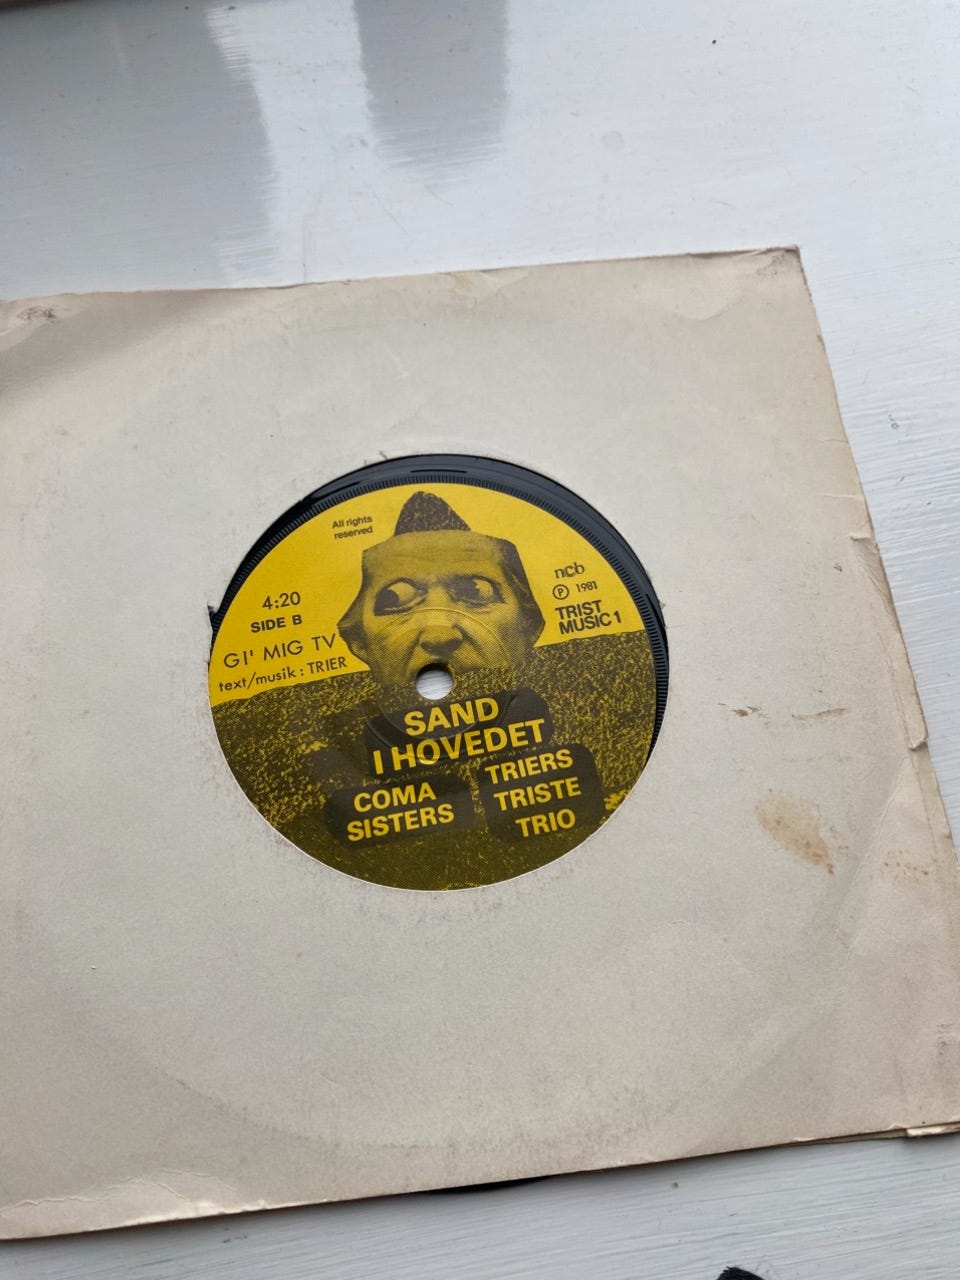 All rights
reserved
4:20
SIDE B
GI' MIG TV
text/musik : TRIER
ncb
Ⓟ 1981
TRIST
MUSIC 1
SAND
I HOVEDET
COMA
SISTERS
TRIERS
TRISTE
TRIO